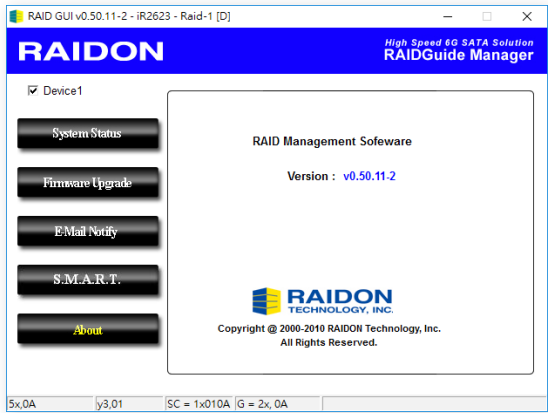 RAID GUI v0.50.11-2 - iR2623 - Raid-1 [D]
RAIDON
High Speed 6G SATA Solution
RAIDGuide Manager
Device1
System Status
Firmware Upgrade
E-Mail Notify
S.M.A.R.T.
About
RAID Management Sofeware
Version : v0.50.11-2
RAIDON
TECHNOLOGY, INC.
Copyright @ 2000-2010 RAIDON Technology, Inc.
All Rights Reserved.
5x,0A y3,01 SC = 1x010A G = 2x, 0A